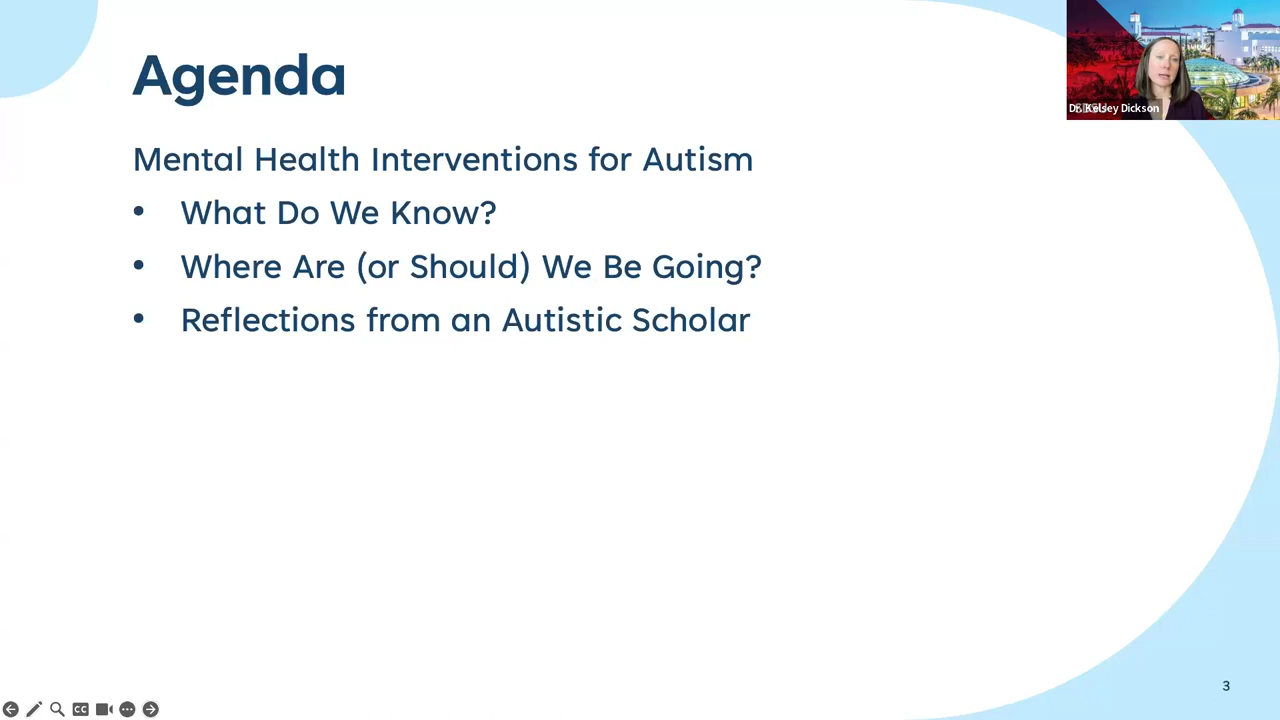 Agenda
Mental Health Interventions for Autism
• What Do We Know?
• Where Are (or Should) We Be Going?
• Reflections from an Autistic Scholar
Dr. Kelsey Dickson
CC
3